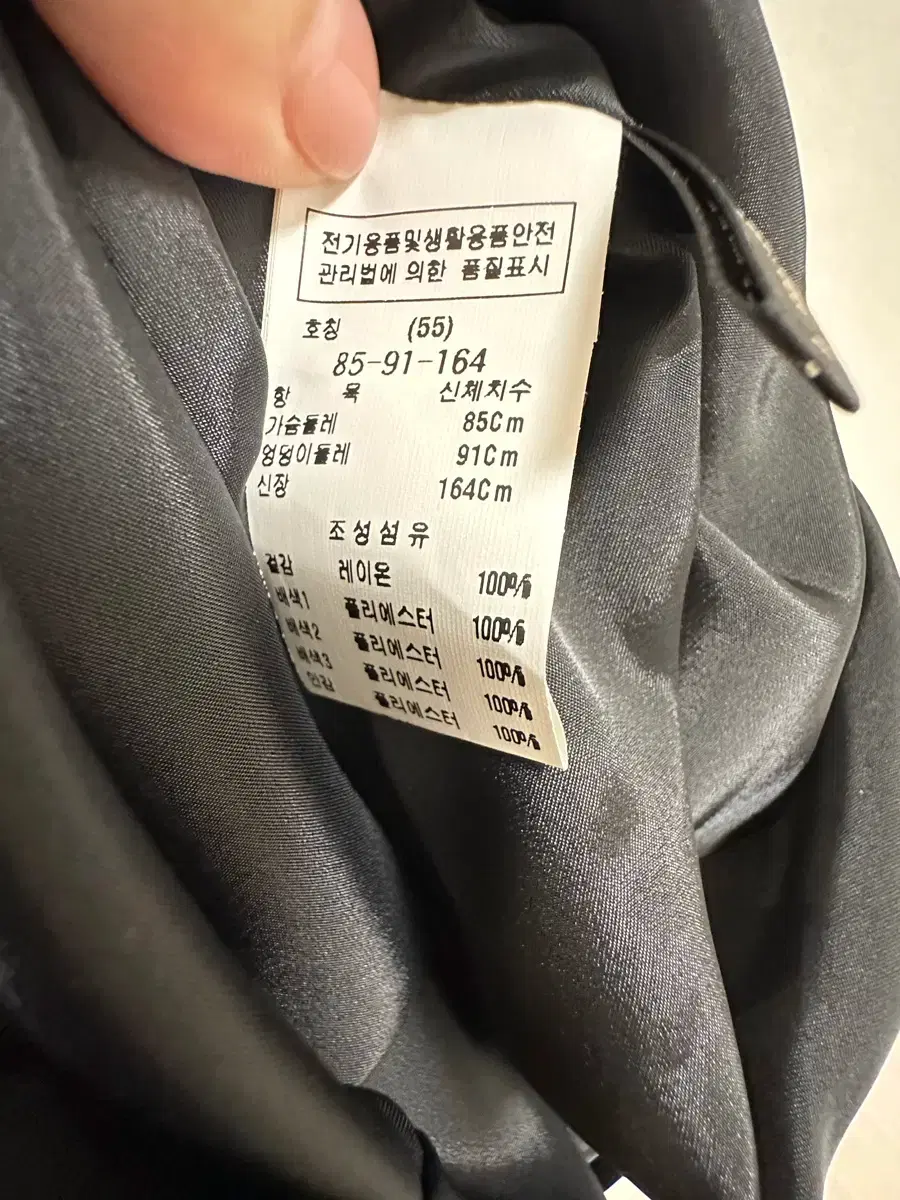 전기용품및생활용품안전
관리법에 의한 품질표시
호칭 (55)
85-91-164
항 목 신체치수
가슴둘레 85Cm
엉덩이둘레 91Cm
신장 164Cm
조성섬유
겉감 레이온 100%
배색1 폴리에스터 100%
배색2 폴리에스터 100%
배색3 폴리에스터 100%
안감 폴리에스터 100%